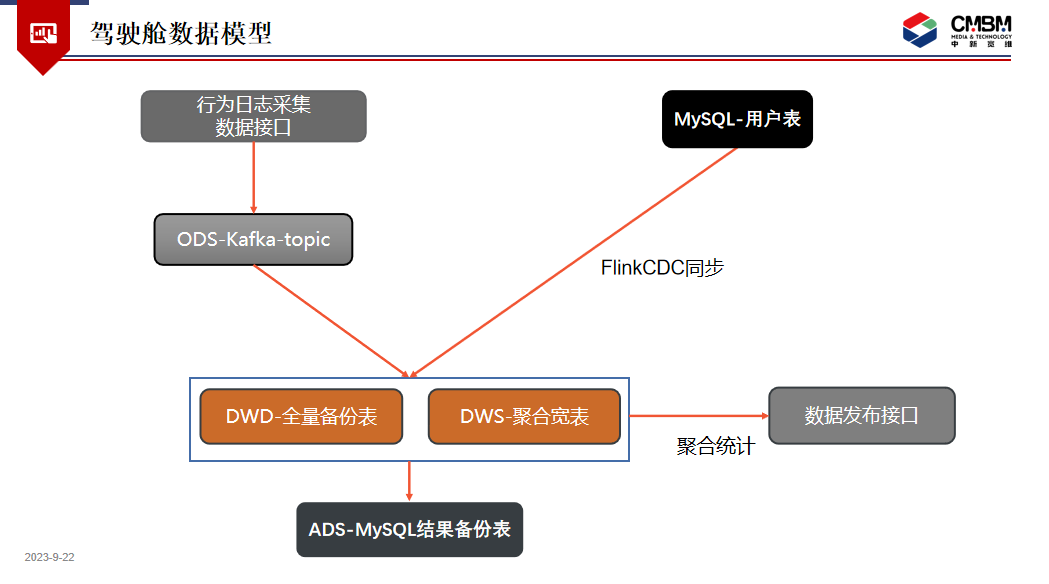 驾驶舱数据模型
CMBM
MEDIA & TECHNOLOGY
中新宽维
行为日志采集
数据接口
MySQL-用户表
ODS-Kafka-topic
FlinkCDC同步
DWD-全量备份表
DWS-聚合宽表
数据发布接口
聚合统计
ADS-MySQL结果备份表
2023-9-22